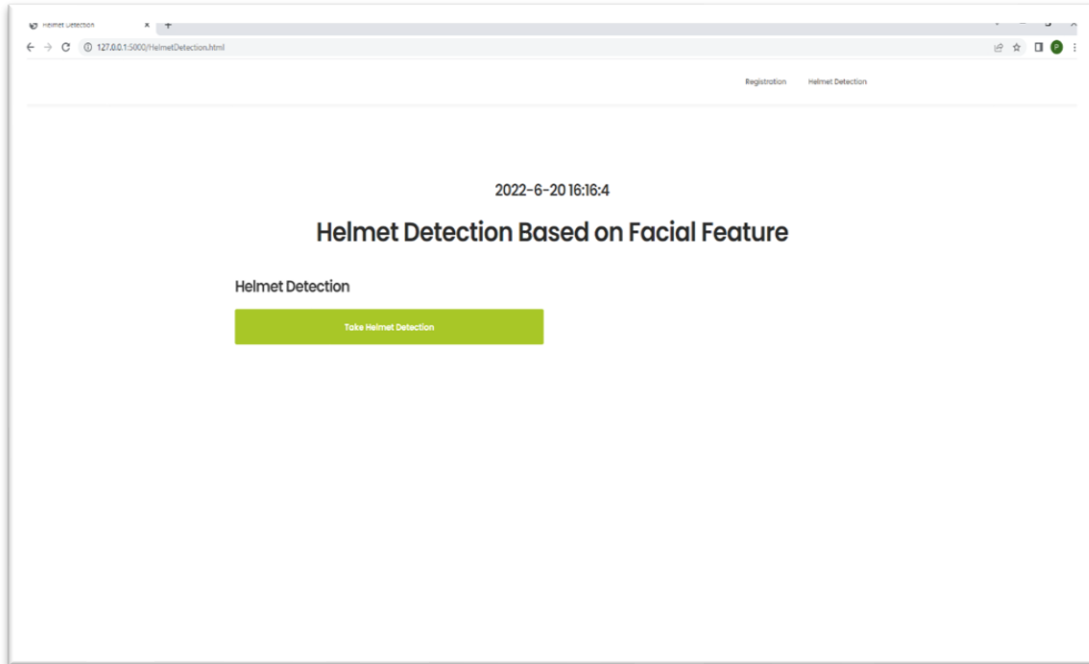 Helmet Detection
127.0.0.1:5000/HelmetDetection.html
P
Registration Helmet Detection
2022-6-20 16:16:4
Helmet Detection Based on Facial Feature
Helmet Detection
Take Helmet Detection